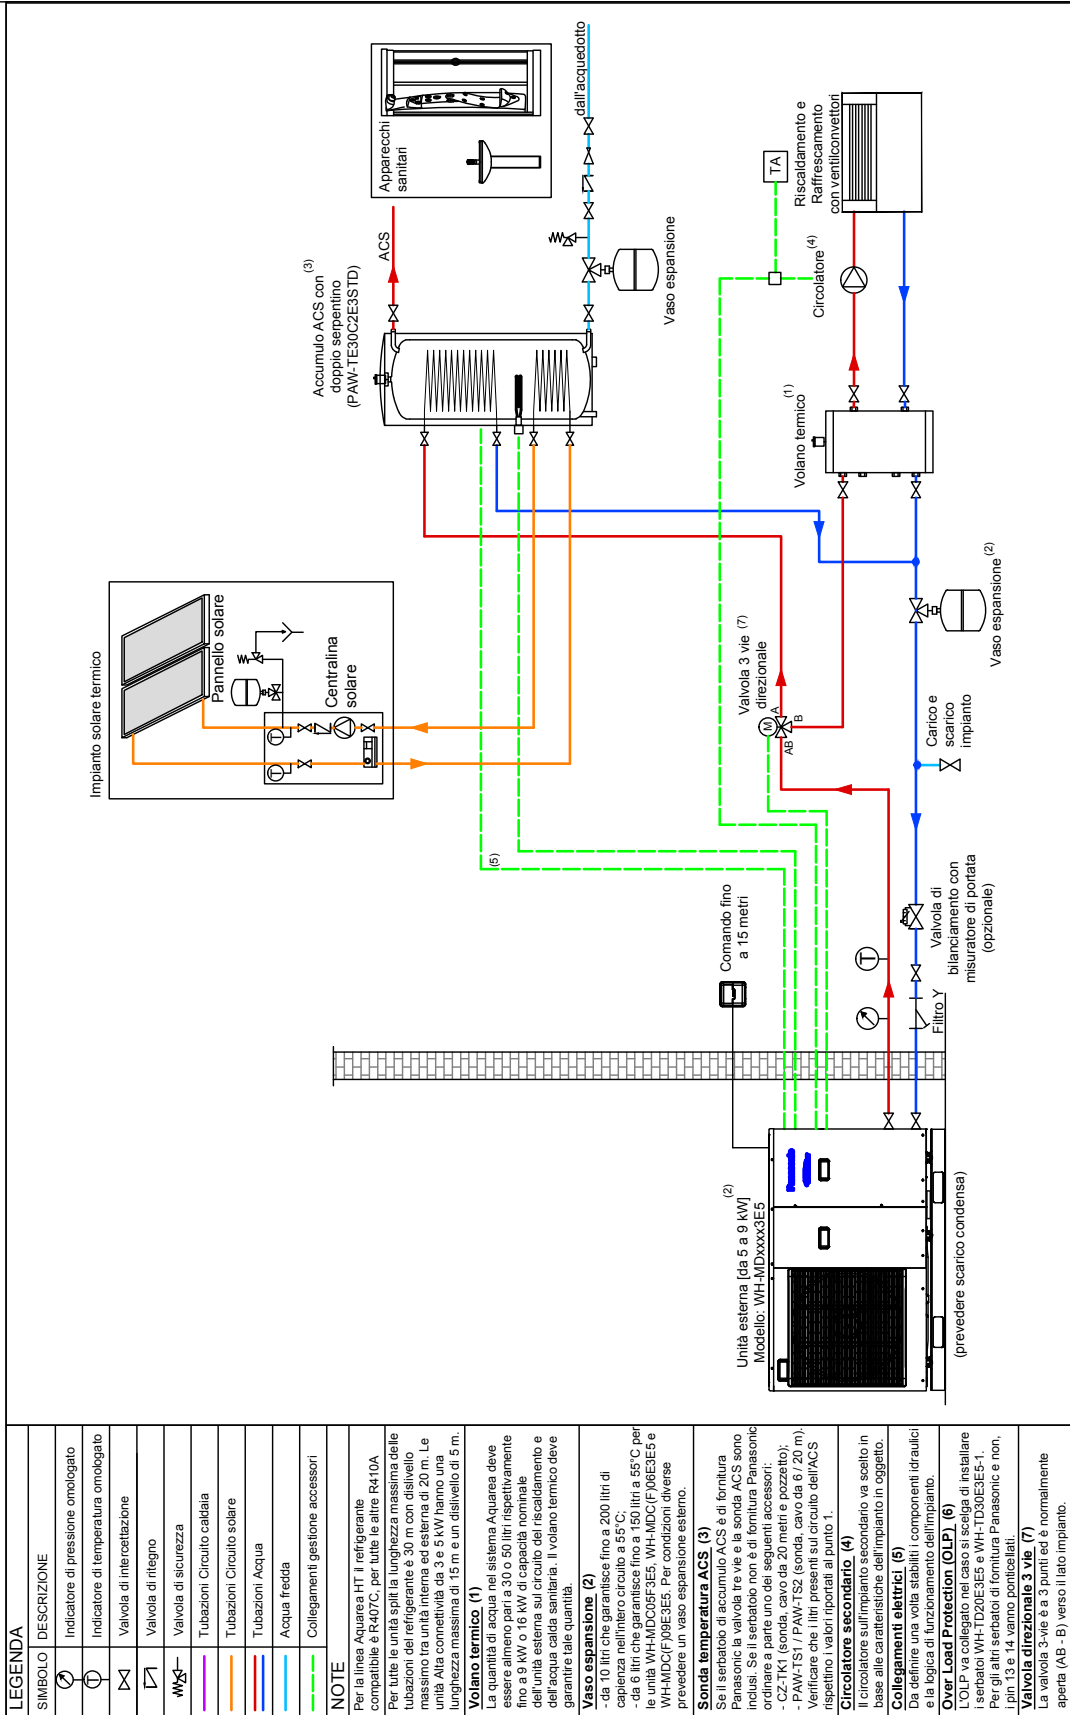 LEGENDA
SIMBOLO DESCRIZIONE
Indicatore di pressione omologato
Indicatore di temperatura omologato
Valvola di intercettazione
Valvola di ritegno
Valvola di sicurezza
Tubazioni Circuito caldaia
Tubazioni Circuito solare
Tubazioni Acqua
Acqua fredda
Collegamenti gestione accessori
NOTE
Per la linea Aquarea HT il refrigerante
compatibile è R407C, per tutte le altre R410A
Per tutte le unità split la lunghezza massima delle
tubazioni del refrigerante è 30 m con dislivello
massimo tra unità interna ed esterna di 20 m. Le
unità Alta connettività da 3 e 5 kW hanno una
lunghezza massima di 15 m e un dislivello di 5 m.
Volano termico (1)
La quantità di acqua nel sistema Aquarea deve
essere almeno pari a 30 o 50 litri rispettivamente
fino a 9 kW o 16 kW di capacità nominale
dell'unità esterna sul circuito del riscaldamento e
dell'acqua calda sanitaria. Il volano termico deve
garantire tale quantità.
Vaso espansione (2)
- da 10 litri che garantisce fino a 200 litri di
capienza nell'intero circuito a 55°C;
- da 6 litri che garantisce fino a 150 litri a 55°C per
le unità WH-MDC05F3E5, WH-MDC(F)06E3E5 e
WH-MDC(F)09E3E5. Per condizioni diverse
prevedere un vaso espansione esterno.
Sonda temperatura ACS (3)
Se il serbatoio di accumulo ACS è di fornitura
Panasonic la valvola tre vie e la sonda ACS sono
inclusi. Se il serbatoio non è di fornitura Panasonic
ordinare a parte uno dei seguenti accessori:
- CZ-TK1 (sonda, cavo da 20 metri e pozzetto);
- PAW-TS1 / PAW-TS2 (sonda, cavo da 6 / 20 m).
Verificare che i litri presenti sul circuito dell'ACS
rispettino i valori riportati al punto 1.
Circolatore secondario (4)
Il circolatore sull'impianto secondario va scelto in
base alle caratteristiche dell'impianto in oggetto.
Collegamenti elettrici (5)
Da definire una volta stabiliti i componenti idraulici
e la logica di funzionamento dell'impianto.
Over Load Protection (OLP) (6)
L'OLP va collegato nel caso si scelga di installare
i serbatoi WH-TD20E3E5 e WH-TD30E3E5-1.
Per gli altri serbatoi di fornitura Panasonic e non,
i pin 13 e 14 vanno ponticellati.
Valvola direzionale 3 vie (7)
La valvola 3-vie è a 3 punti ed è normalmente
aperta (AB - B) verso il lato impianto.
Impianto solare termico
Pannello solare
Centralina
solare
T
T
Apparecchi
sanitari
ACS
dall'acquedotto
Accumulo ACS con (3)
doppio serpentino
(PAW-TE30C2E3STD)
Vaso espansione
TA
Riscaldamento e
Raffrescamento
con ventilconvettori
Circolatore (4)
Volano termico (1)
Valvola 3 vie (7)
direzionale
M
A
B
AB
Vaso espansione (2)
Carico e
scarico
impianto
(5)
Comando fino
a 15 metri
T
Valvola di
bilanciamento con
misuratore di portata
(opzionale)
Filtro Y
Unità esterna [da 5 a 9 kW] (2)
Modello: WH-MDxxxx3E5
Panasonic
(prevedere scarico condensa)